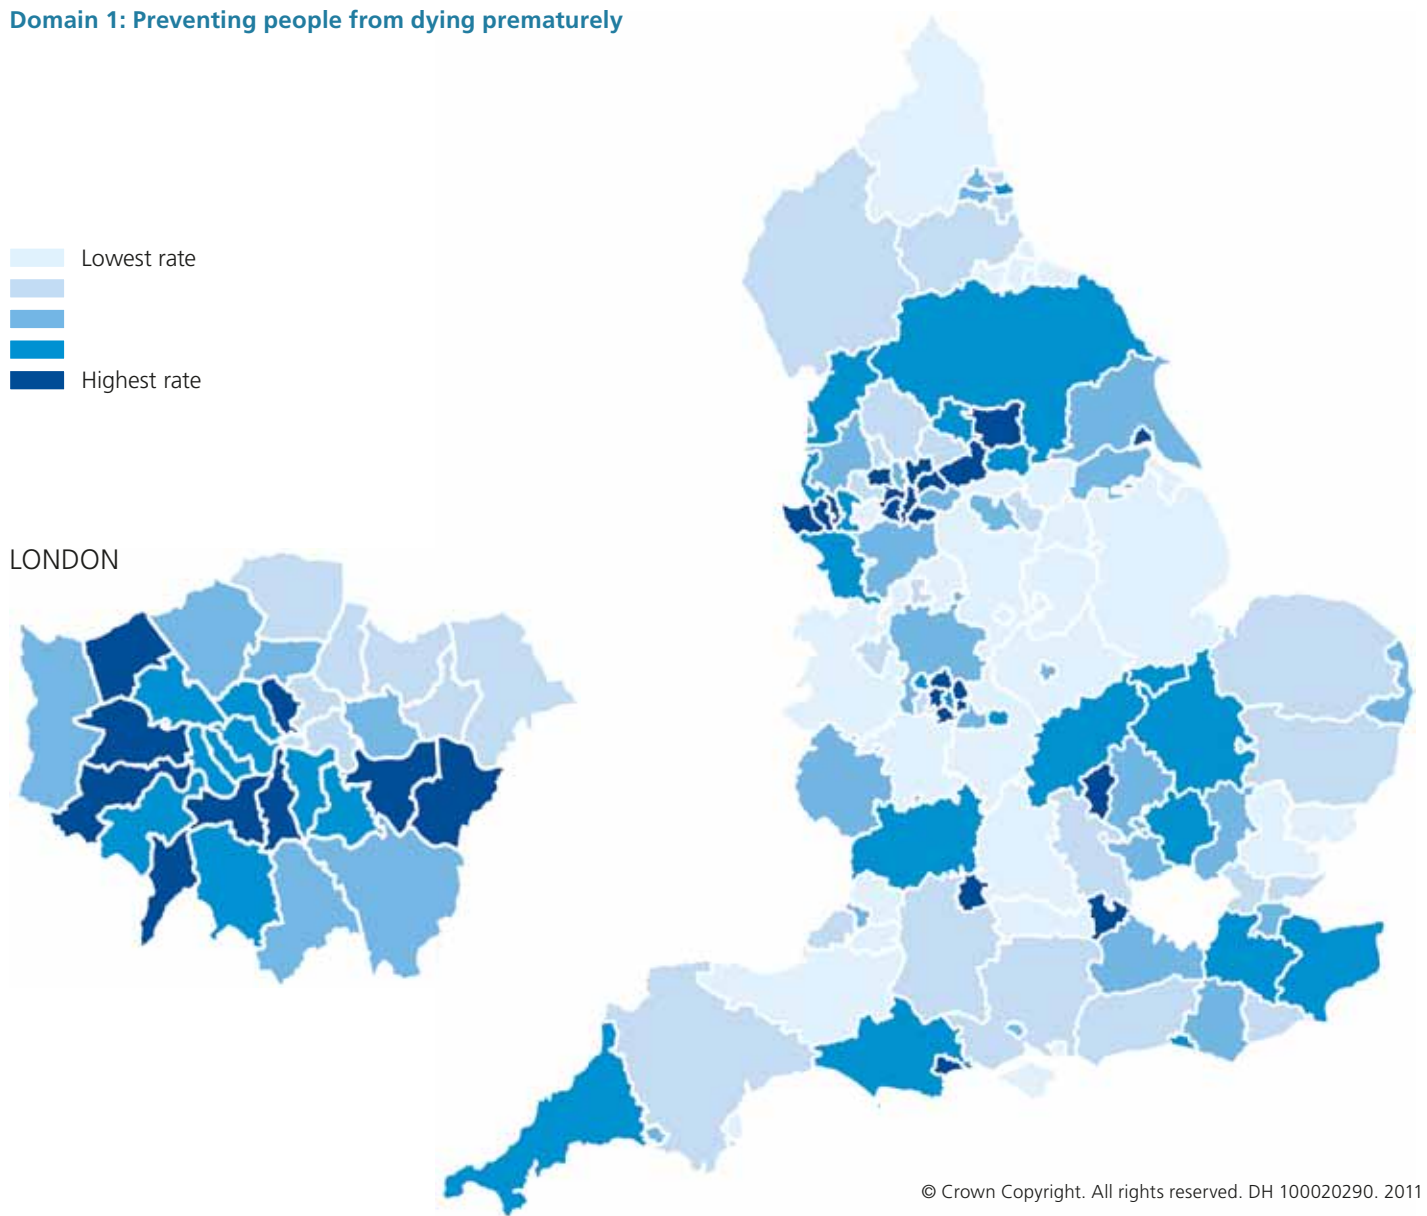 Domain 1: Preventing people from dying prematurely
Lowest rate
Highest rate
LONDON
© Crown Copyright. All rights reserved. DH 100020290. 2011